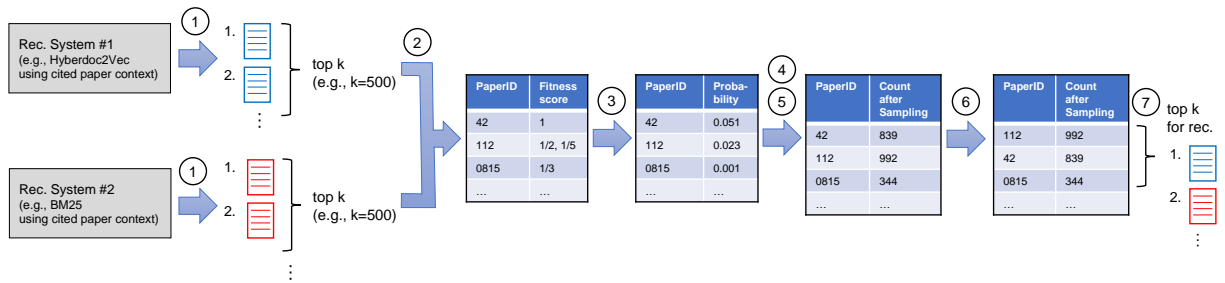 1
Rec. System #1
(e.g., Hyberdoc2Vec
using cited paper context)
1.
2.
⋮
top k
(e.g., k=500)
1
Rec. System #2
(e.g., BM25
using cited paper context)
1.
2.
⋮
top k
(e.g., k=500)
2
PaperID Fitness
score
42 1
112 1/2, 1/5
0815 1/3
… …
3
PaperID Proba-
bility
42 0.051
112 0.023
0815 0.001
… …
4
5
PaperID Count
after
Sampling
42 839
112 992
0815 344
… …
6
PaperID Count
after
Sampling
112 992
42 839
0815 344
… …
7
top k
for rec.
1.
2.
⋮
⋮